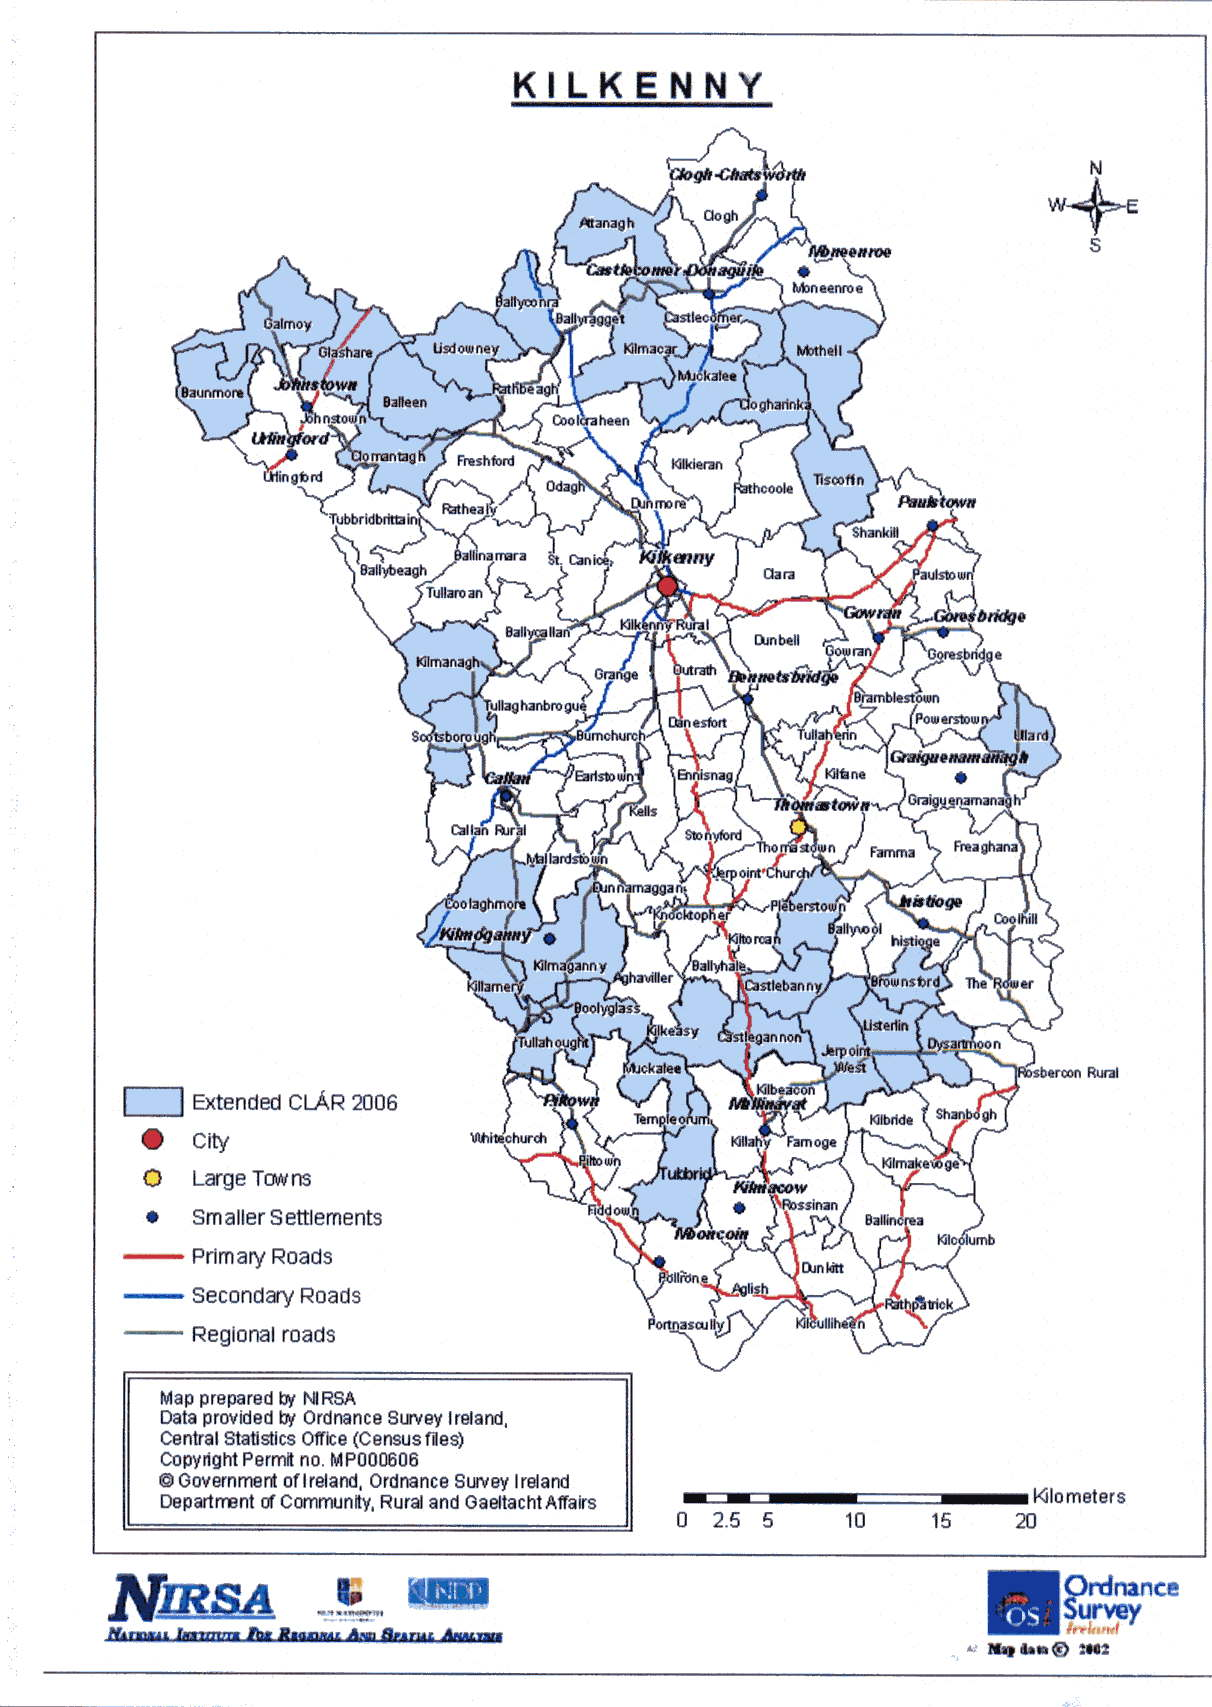 KILKENNY
N
W E
S
Clogh-Chatsworth
Clogh
Attanagh
Moneenroe
Castlecomer-Donaguile
Moneenroe
Ballyconra
Ballyragget
Castlecomer
Galmoy
Glashare
Lisdowney
Kilmacar
Mothell
Muckalee
Johnstown
Rathbeagh
Baunmore
Balleen
Clogharinka
Johnstown
Coolcraheen
Urlingford
Clomantagh
Freshford
Kilkieran
Urlingford
Odagh
Rathcoole
Tiscoffin
Rathealy
Dunmore
Paulstown
Tubbridbrittain
Shankill
Ballinamara
St. Canice
Kilkenny
Ballybeagh
Clara
Paulstown
Tullaroan
Gowran
Goresbridge
Kilkenny Rural
Ballycallan
Dunbell
Gowran
Goresbridge
Kilmanagh
Grange
Outrath
Bennetsbridge
Bramblestown
Tullaghanbrogue
Danesfort
Powerstown
Scotsborough
Burnchurch
Tullaherin
Ullard
Graiguenamanagh
Callan
Earlstown
Ennisnag
Kilfane
Graiguenamanagh
Thomastown
Kells
Callan Rural
Stonyford
Thomastown
Famma
Freaghana
Mallardstown
Jerpoint Church
Dunnamaggan
Coolaghmore
Pleberstown
Inistioge
Knocktopher
Coolhill
Kilmoganny
Kiltorcan
Ballyvool
Inistioge
Kilmaganny
Ballyhale
Aghaviller
Killamery
Castlebanny
Brownsford
The Rower
Boolyglass
Kilkeasy
Castlegannon
Listerlin
Tullahought
Jerpoint
West
Dysartmoon
Muckalee
Rosbercon Rural
Kilbeacon
Piltown
Mullinavat
Templeorum
Kilbride
Shanbogh
Whitechurch
Killahy
Famoge
Piltown
Tubbrid
Kilmakevoge
Kilmacow
Fiddown
Rossinan
Ballincrea
Mooncoin
Kilcolumb
Pollrone
Aglish
Dunkitt
Rathpatrick
Portnascully
Kilculliheen
Extended CLÁR 2006
City
Large Towns
Smaller Settlements
Primary Roads
Secondary Roads
Regional roads
Map prepared by NIRSA
Data provided by Ordnance Survey Ireland,
Central Statistics Office (Census files)
Copyright Permit no. MP000606
© Government of Ireland, Ordnance Survey Ireland
Department of Community, Rural and Gaeltacht Affairs
Kilometers
0 2.5 5 10 15 20
NIRSA
NATIONAL INSTITUTE FOR REGIONAL AND SPATIAL ANALYSIS
NDP
OSi
Ordnance
Survey
Ireland
Map data © 2002